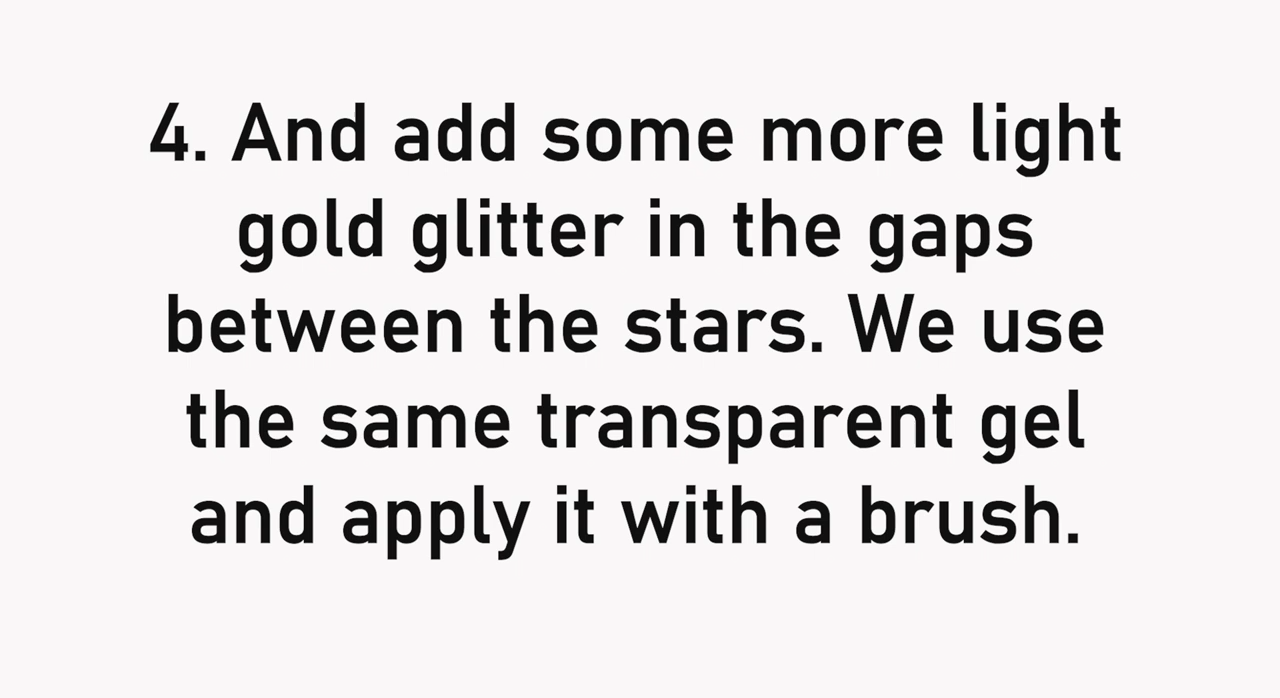 4. And add some more light
gold glitter in the gaps
between the stars. We use
the same transparent gel
and apply it with a brush.